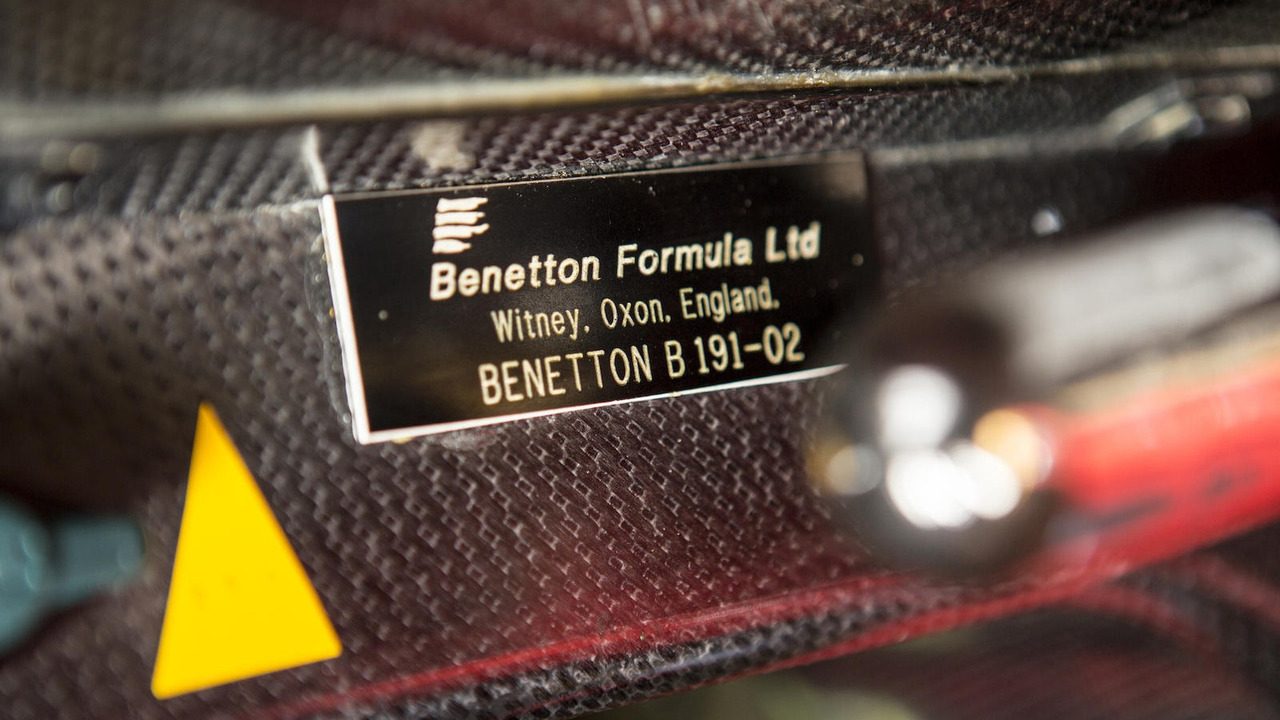 Benetton Formula Ltd
Witney, Oxon, England.
BENETTON B 191-02